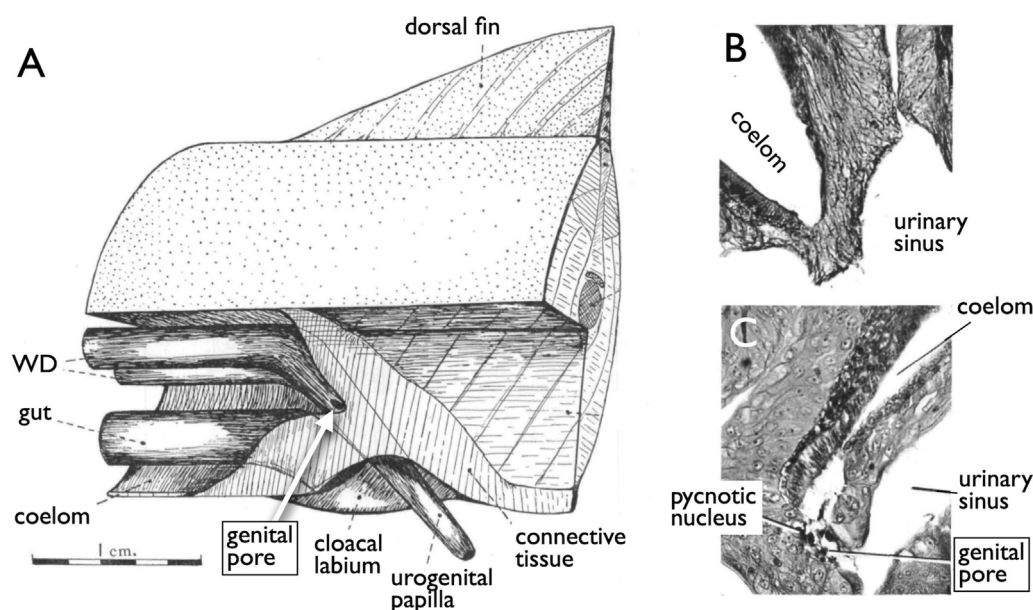 A
dorsal fin
WD
gut
coelom
1 cm.
genital
pore
cloacal
labium
urogenital
papilla
connective
tissue
B
coelom
urinary
sinus
C
coelom
pycnotic
nucleus
urinary
sinus
genital
pore